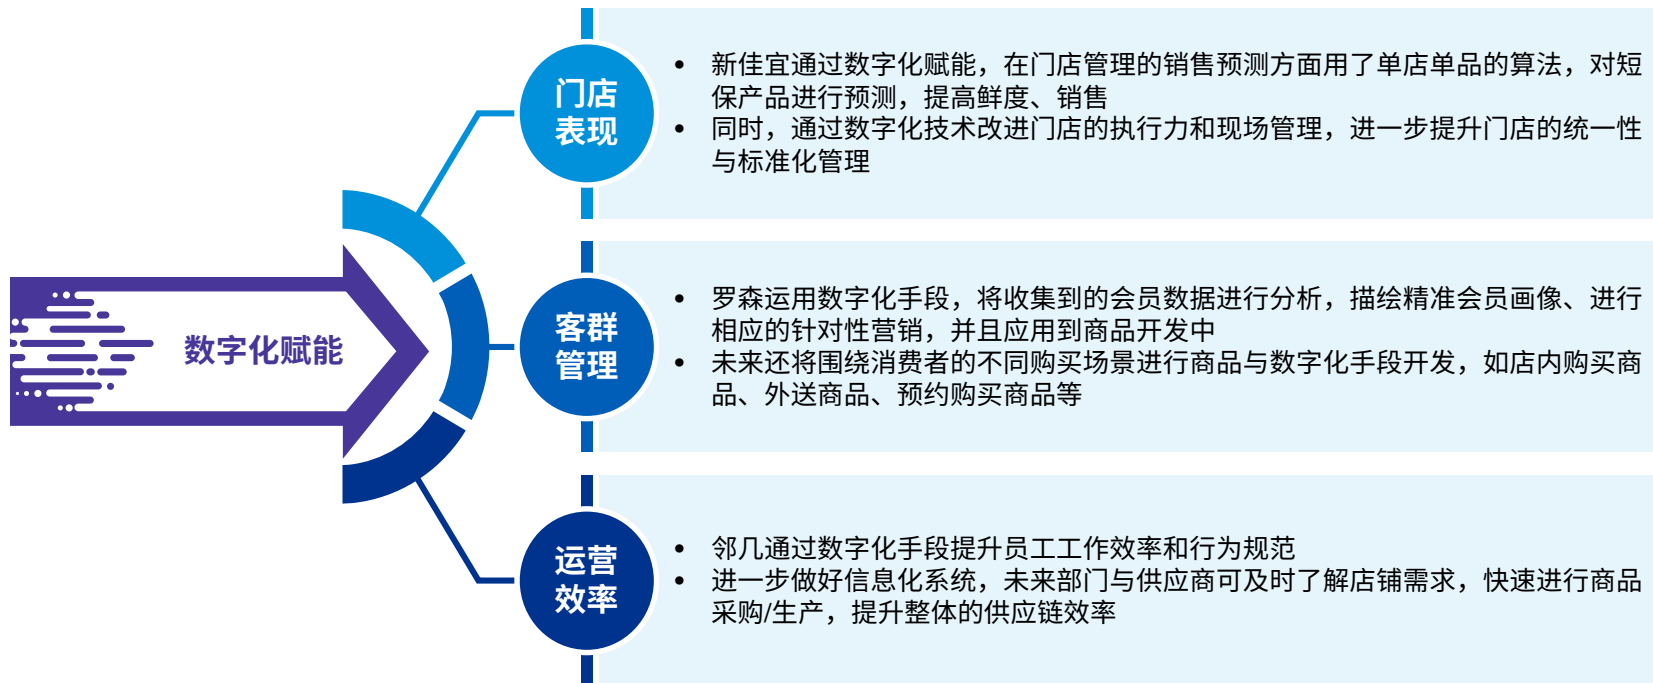 数字化赋能
门店
表现
• 新佳宜通过数字化赋能，在门店管理的销售预测方面用了单店单品的算法，对短
保产品进行预测，提高鲜度、销售
• 同时，通过数字化技术改进门店的执行力和现场管理，进一步提升门店的统一性
与标准化管理
客群
管理
• 罗森运用数字化手段，将收集到的会员数据进行分析，描绘精准会员画像、进行
相应的针对性营销，并且应用到商品开发中
• 未来还将围绕消费者的不同购买场景进行商品与数字化手段开发，如店内购买商
品、外送商品、预约购买商品等
运营
效率
• 邻几通过数字化手段提升员工工作效率和行为规范
• 进一步做好信息化系统，未来部门与供应商可及时了解店铺需求，快速进行商品
采购/生产，提升整体的供应链效率